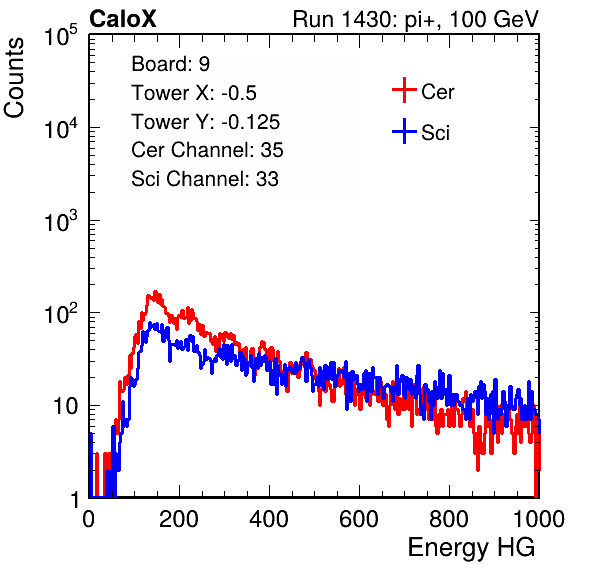 CaloX Run 1430: pi+, 100 GeV
Counts
10^5
10^4
10^3
10^2
10
1
Board: 9
Tower X: -0.5
Tower Y: -0.125
Cer Channel: 35
Sci Channel: 33
Cer
Sci
0 200 400 600 800 1000
Energy HG